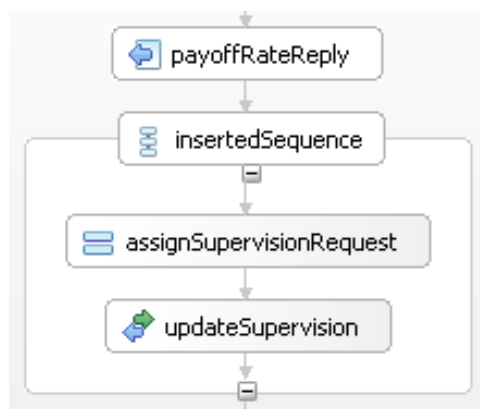 payoffRateReply
insertedSequence
assignSupervisionRequest
updateSupervision